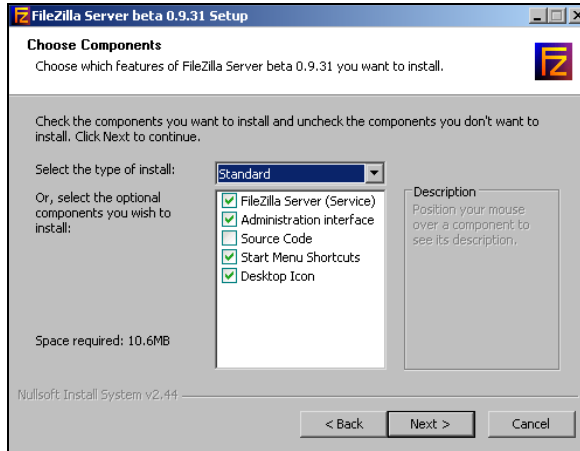 FileZilla Server beta 0.9.31 Setup
Choose Components
Choose which features of FileZilla Server beta 0.9.31 you want to install.
FZ
Check the components you want to install and uncheck the components you don't want to
install. Click Next to continue.
Select the type of install:
Standard
Or, select the optional
components you wish to
install:
FileZilla Server (Service)
Administration interface
Source Code
Start Menu Shortcuts
Desktop Icon
Description
Position your mouse
over a component to
see its description.
Space required: 10.6MB
Nullsoft Install System v2.44
< Back
Next >
Cancel